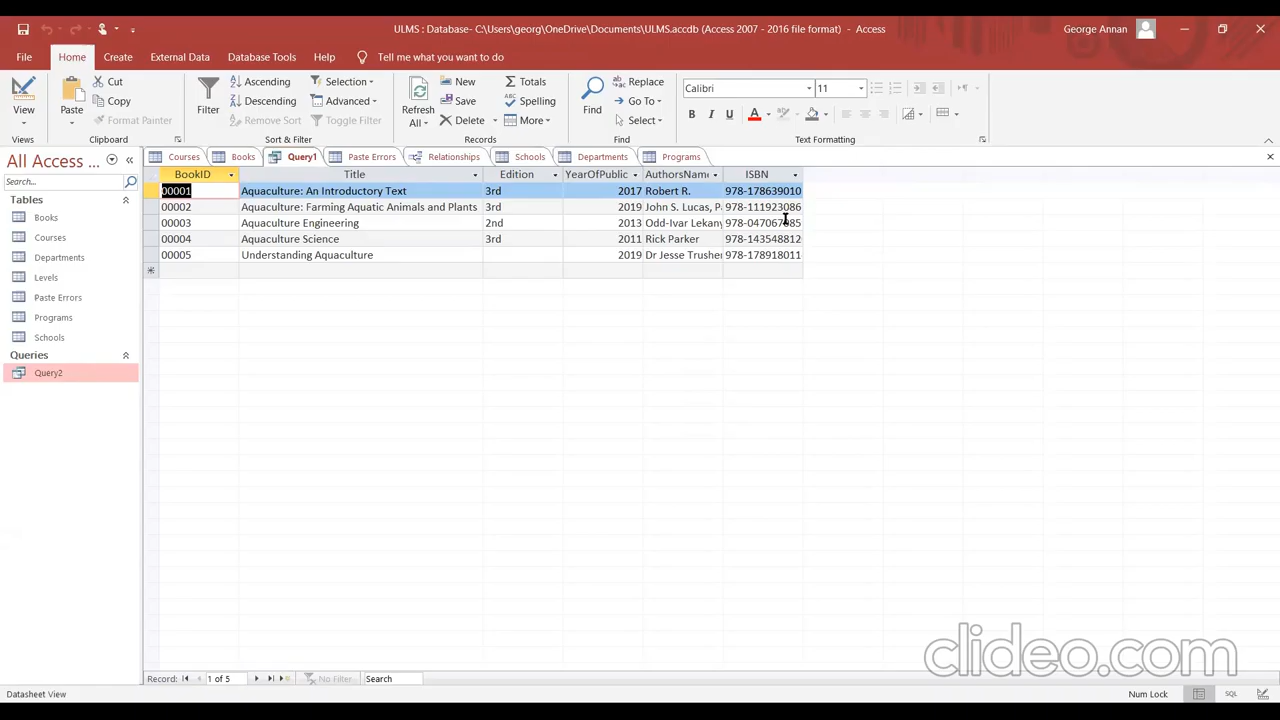 ULMS : Database- C:\Users\georg\OneDrive\Documents\ULMS.accdb (Access 2007 - 2016 file format) - Access
George Annan
File Home Create External Data Database Tools Help Tell me what you want to do
View
Views
Paste
Cut
Copy
Format Painter
Clipboard
Filter
Ascending
Descending
Remove Sort
Selection
Advanced
Toggle Filter
Sort & Filter
Refresh
All
New
Save
Delete
Totals
Spelling
More
Records
Find
Replace
Go To
Select
Find
Calibri 11
B I U A
Text Formatting
All Access ...
Search...
Tables
Books
Courses
Departments
Levels
Paste Errors
Programs
Schools
Queries
Query2
Courses Books Query1 Paste Errors Relationships Schools Departments Programs
BookID Title Edition YearOfPublic AuthorsName ISBN
00001 Aquaculture: An Introductory Text 3rd 2017 Robert R. 978-178639010
00002 Aquaculture: Farming Aquatic Animals and Plants 3rd 2019 John S. Lucas, P 978-111923086
00003 Aquaculture Engineering 2nd 2013 Odd-Ivar Lekany
00004 Aquaculture Science 3rd 2011 Rick Parker 978-143548812
00005 Understanding Aquaculture 2019 Dr Jesse Trushe 978-178918011
Record: 1 of 5 No Filter Search
Datasheet View
Num Lock SQL
clideo.com